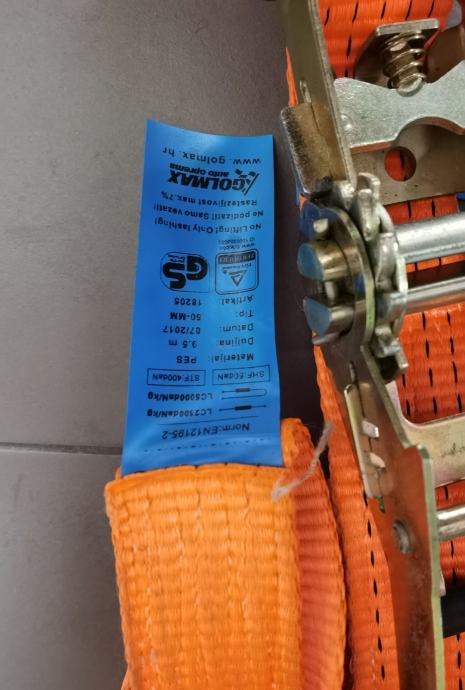 Norm:EN12195-2
LC2500daN/kg
LC5000daN/kg
SHF:50daN STF:400daN
Materijal: PES
Duljina: 9.5 m
Datum: 07/2017
Tip: 50-MM
Artikal: 18205
CERTIFIED
GS
No Lifting! Only lashing!
Ne podizati! Samo vezati!
Rastezljivost max.7%
GOLMAX
auto oprema
www.golmax.hr